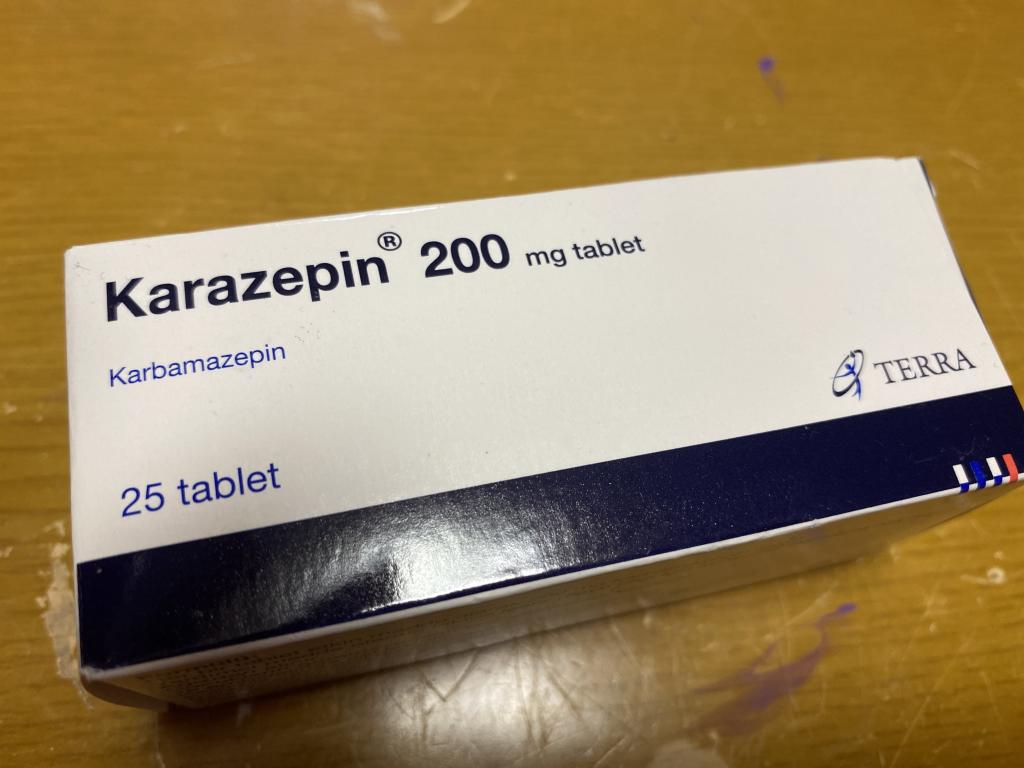 Karazepin® 200 mg tablet
Karbamazepin
25 tablet
TERRA